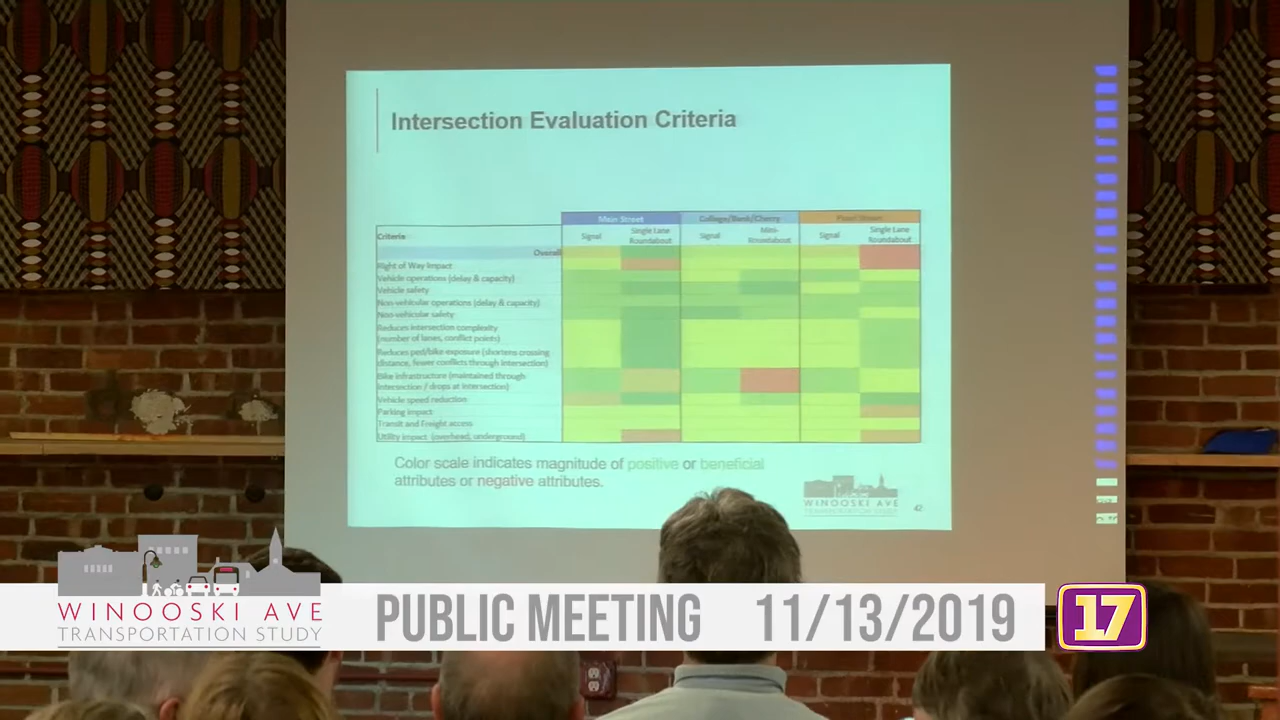 Intersection Evaluation Criteria
Main Street College/Bank/Cherry Pearl Street
Criteria Signal Single Lane Roundabout Signal Mini-Roundabout Signal Single Lane Roundabout
Overall
Right of Way Impact
Vehicle operations (delay & capacity)
Vehicle safety
Non-vehicular operations (delay & capacity)
Non-vehicular safety
Reduces intersection complexity
(number of lanes, conflict points)
Reduces ped/bike exposure (shortens crossing
distance, fewer conflicts through intersection)
Bike infrastructure (maintained through
intersection / drops at intersection)
Vehicle speed reduction
Parking impact
Transit and Freight access
Utility impact (overhead, underground)
Color scale indicates magnitude of positive or beneficial
attributes or negative attributes.
WINOOSKI AVE
TRANSPORTATION STUDY
42
WINOOSKI AVE
TRANSPORTATION STUDY
PUBLIC MEETING 11/13/2019
17